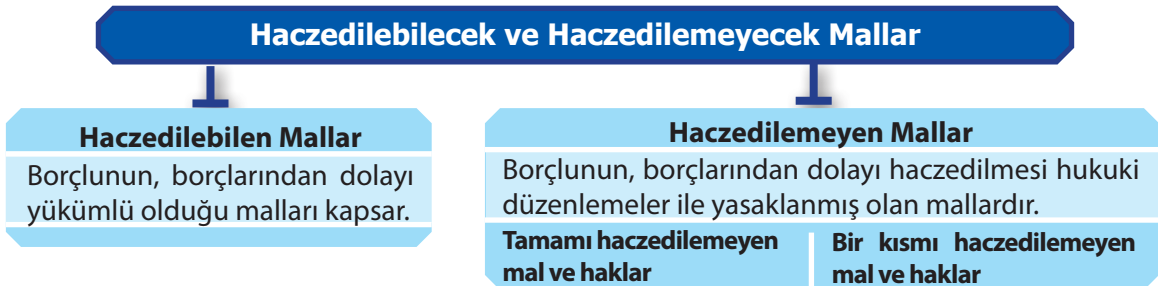 Haczedilebilecek ve Haczedilemeyecek Mallar
Haczedilebilen Mallar
Borçlunun, borçlarından dolayı
yükümlü olduğu malları kapsar.
Haczedilemeyen Mallar
Borçlunun, borçlarından dolayı haczedilmesi hukuki
düzenlemeler ile yasaklanmış olan mallardır.
Tamamı haczedilemeyen
mal ve haklar
Bir kısmı haczedilemeyen
mal ve haklar